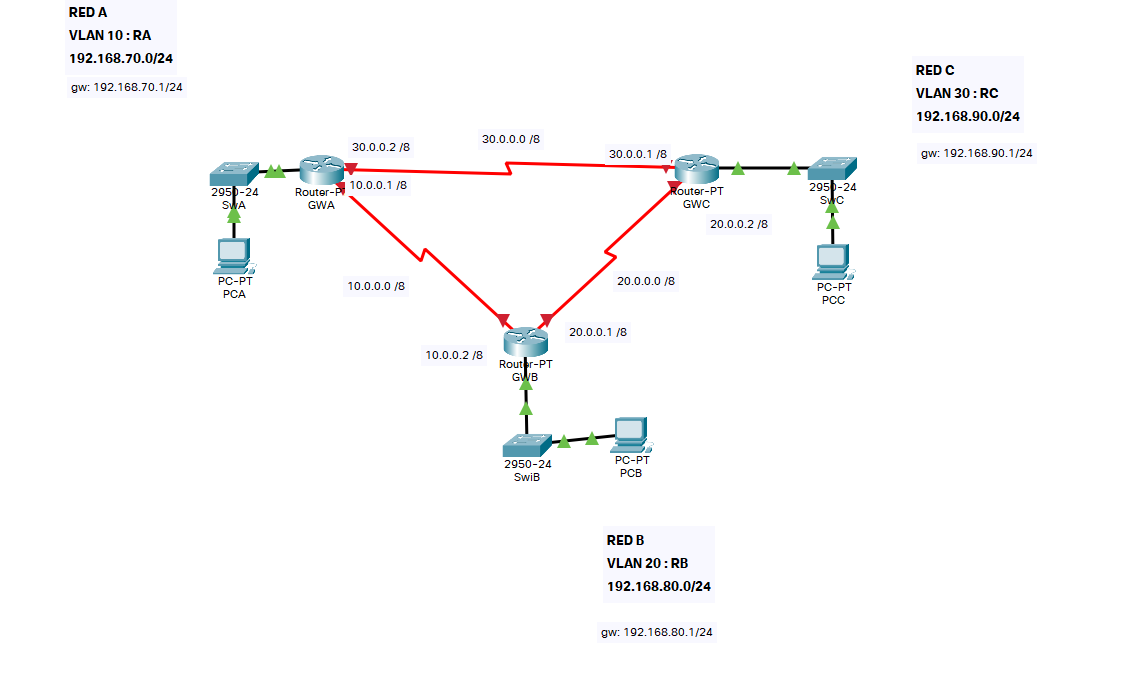 RED A
VLAN 10 : RA
192.168.70.0/24
gw: 192.168.70.1/24
RED C
VLAN 30 : RC
192.168.90.0/24
gw: 192.168.90.1/24
30.0.0.2 /8
30.0.0.0 /8
30.0.0.1 /8
2950-24
SwA
Router-PT
GWA
10.0.0.1 /8
Router-PT
GWC
2950-24
SwC
20.0.0.2 /8
PC-PT
PCA
10.0.0.0 /8
20.0.0.0 /8
PC-PT
PCC
20.0.0.1 /8
10.0.0.2 /8
Router-PT
GWB
2950-24
SwiB
PC-PT
PCB
RED B
VLAN 20 : RB
192.168.80.0/24
gw: 192.168.80.1/24